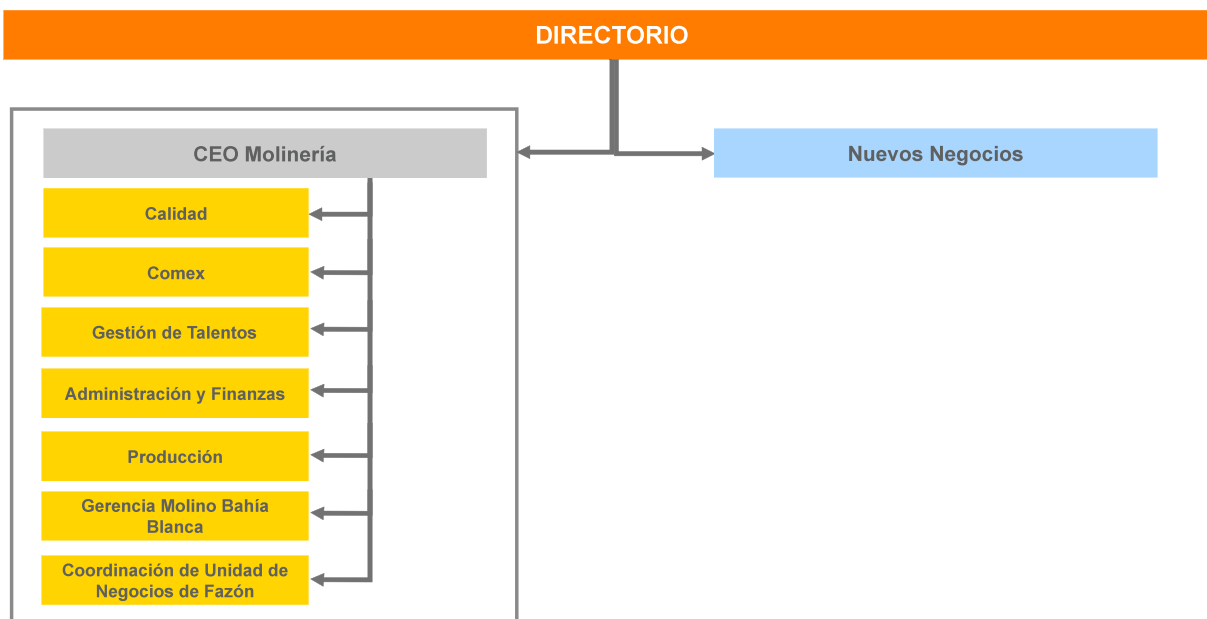 DIRECTORIO
CEO Molinería
Nuevos Negocios
Calidad
Comex
Gestión de Talentos
Administración y Finanzas
Producción
Gerencia Molino Bahía
Blanca
Coordinación de Unidad de
Negocios de Fazón